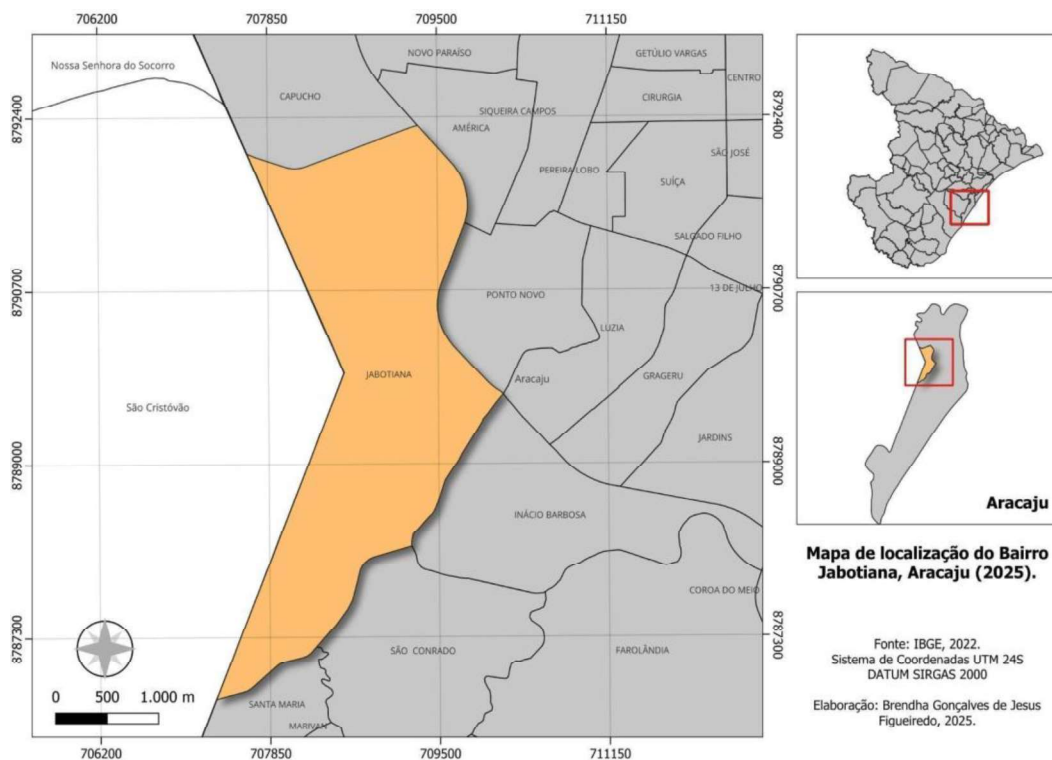 706200
707850
709500
711150
Nossa Senhora do Socorro
CAPUCHO
NOVO PARAÍSO
GETÚLIO VARGAS
CENTRO
CIRURGIA
SIQUEIRA CAMPOS
AMÉRICA
8792400
8792400
SÃO JOSÉ
PEREIRA LOBO
SUÍÇA
SALGADO FILHO
8790700
8790700
PONTO NOVO
13 DE JULHO
LUZIA
JABOTIANA
Aracaju
GRAGERU
São Cristóvão
JARDINS
8789000
8789000
INÁCIO BARBOSA
COROA DO MEIO
8787300
8787300
SÃO CONRADO
FAROLÂNDIA
0 500 1.000 m
SANTA MARIA
MARIVAN
706200
707850
709500
711150
Aracaju
Mapa de localização do Bairro
Jabotiana, Aracaju (2025).
Fonte: IBGE, 2022.
Sistema de Coordenadas UTM 24S
DATUM SIRGAS 2000
Elaboração: Brendha Gonçalves de Jesus
Figueiredo, 2025.